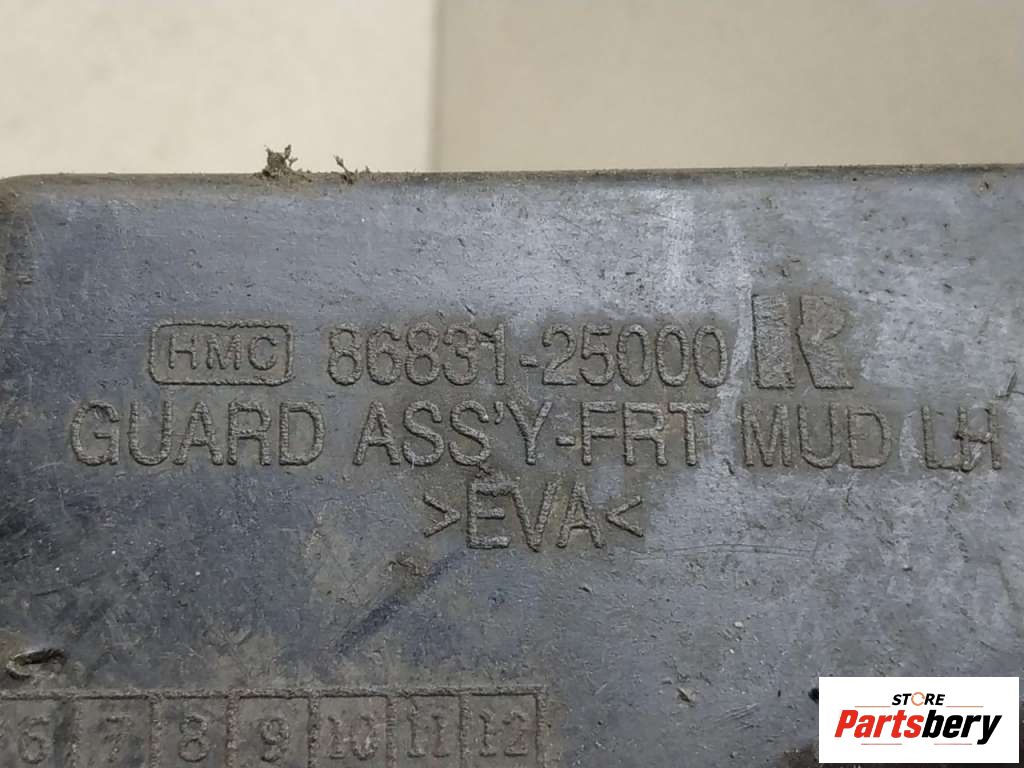 HMC 86831-25000 R
GUARD ASS'Y-FRT MUD LH
>EVA<
6 7 8 9 10 11 12
STORE
Partsbery